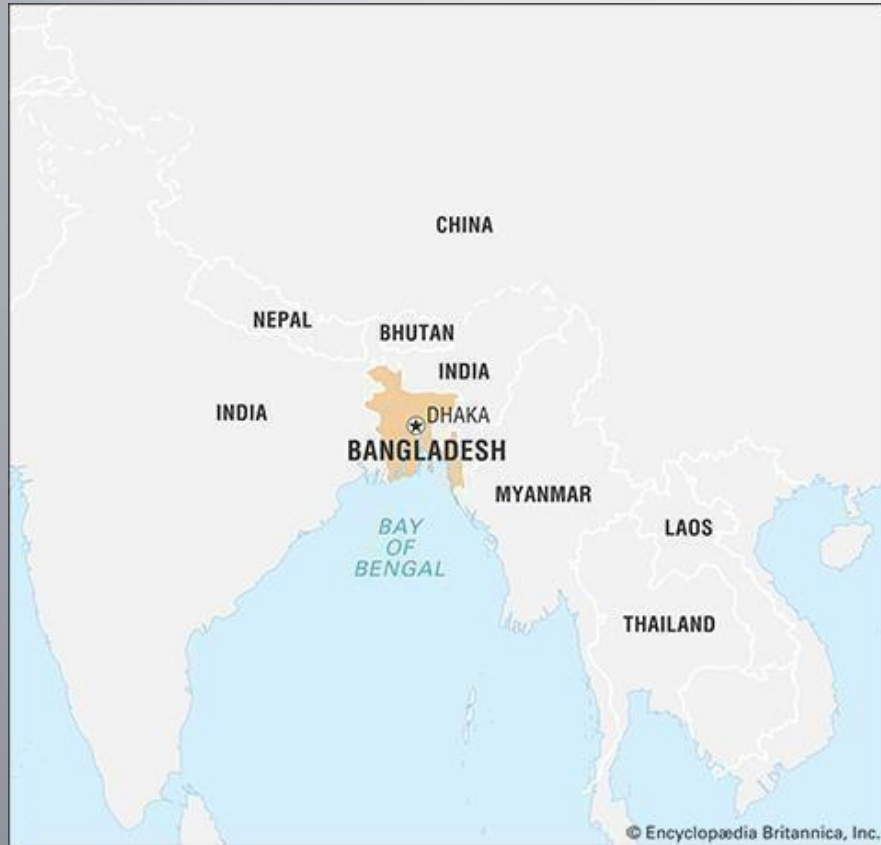 CHINA
NEPAL
BHUTAN
INDIA
INDIA
DHAKA
BANGLADESH
MYANMAR
BAY
OF
BENGAL
LAOS
THAILAND
© Encyclopædia Britannica, Inc.